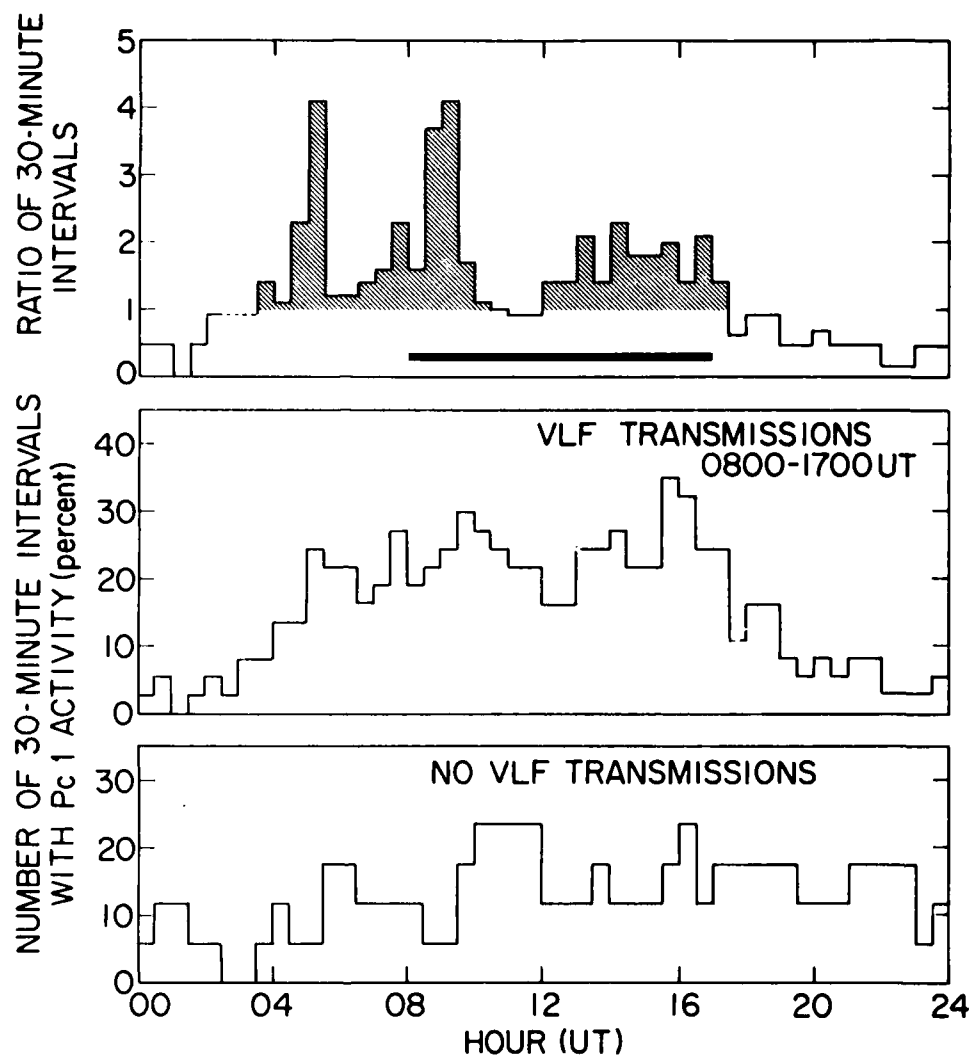 RATIO OF 30-MINUTE
INTERVALS
5
4
3
2
1
0
NUMBER OF 30-MINUTE INTERVALS
WITH Pc 1 ACTIVITY (percent)
VLF TRANSMISSIONS
0800-1700 UT
40
30
20
10
0
NO VLF TRANSMISSIONS
30
20
10
0
00 04 08 12 16 20 24
HOUR (UT)